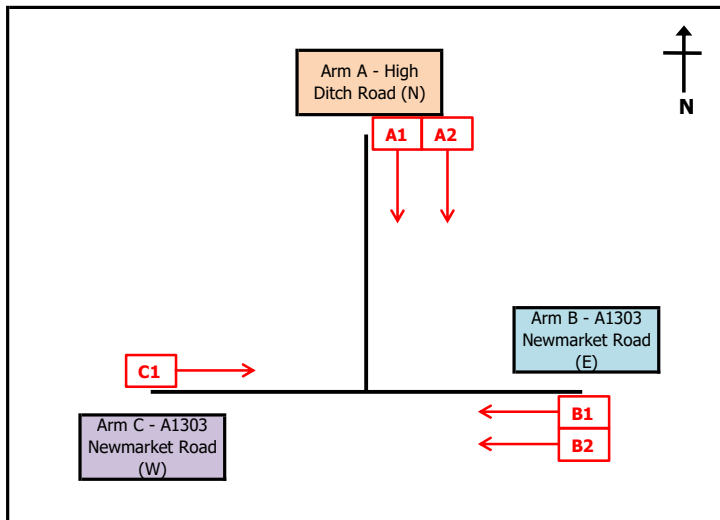 Arm A - High
Ditch Road (N)
A1 A2
N
Arm B - A1303
Newmarket Road
(E)
C1
B1
B2
Arm C - A1303
Newmarket Road
(W)